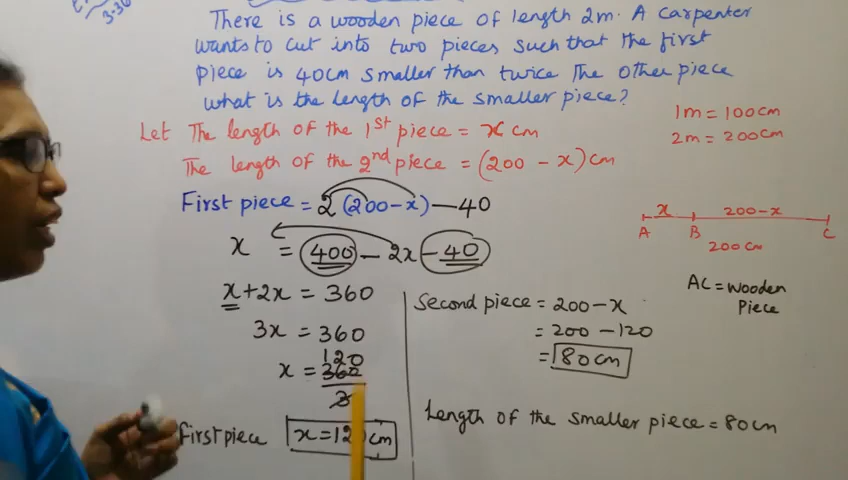 3.36
There is a wooden piece of length 2m. A carpenter
wants to cut into two pieces such that the first
piece is 40cm smaller than twice the other piece
what is the length of the smaller piece?
1m = 100cm
2m = 200cm
Let The length of the 1st piece = x cm
The length of the 2nd piece = (200 - x) cm
First piece = 2 (200 - x) - 40
x = 400 - 2x - 40
x + 2x = 360
3x = 360
x = 120
360
3
First piece x = 120 cm
x 200 - x
A B C
200 cm
AC = Wooden
Piece
Second piece = 200 - x
= 200 - 120
= 80 cm
Length of the smaller piece = 80cm